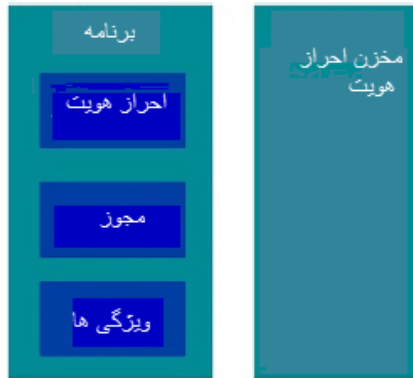 برنامه
احراز هویت
مجوز
ویژگی ها
مخزن احراز
هویت